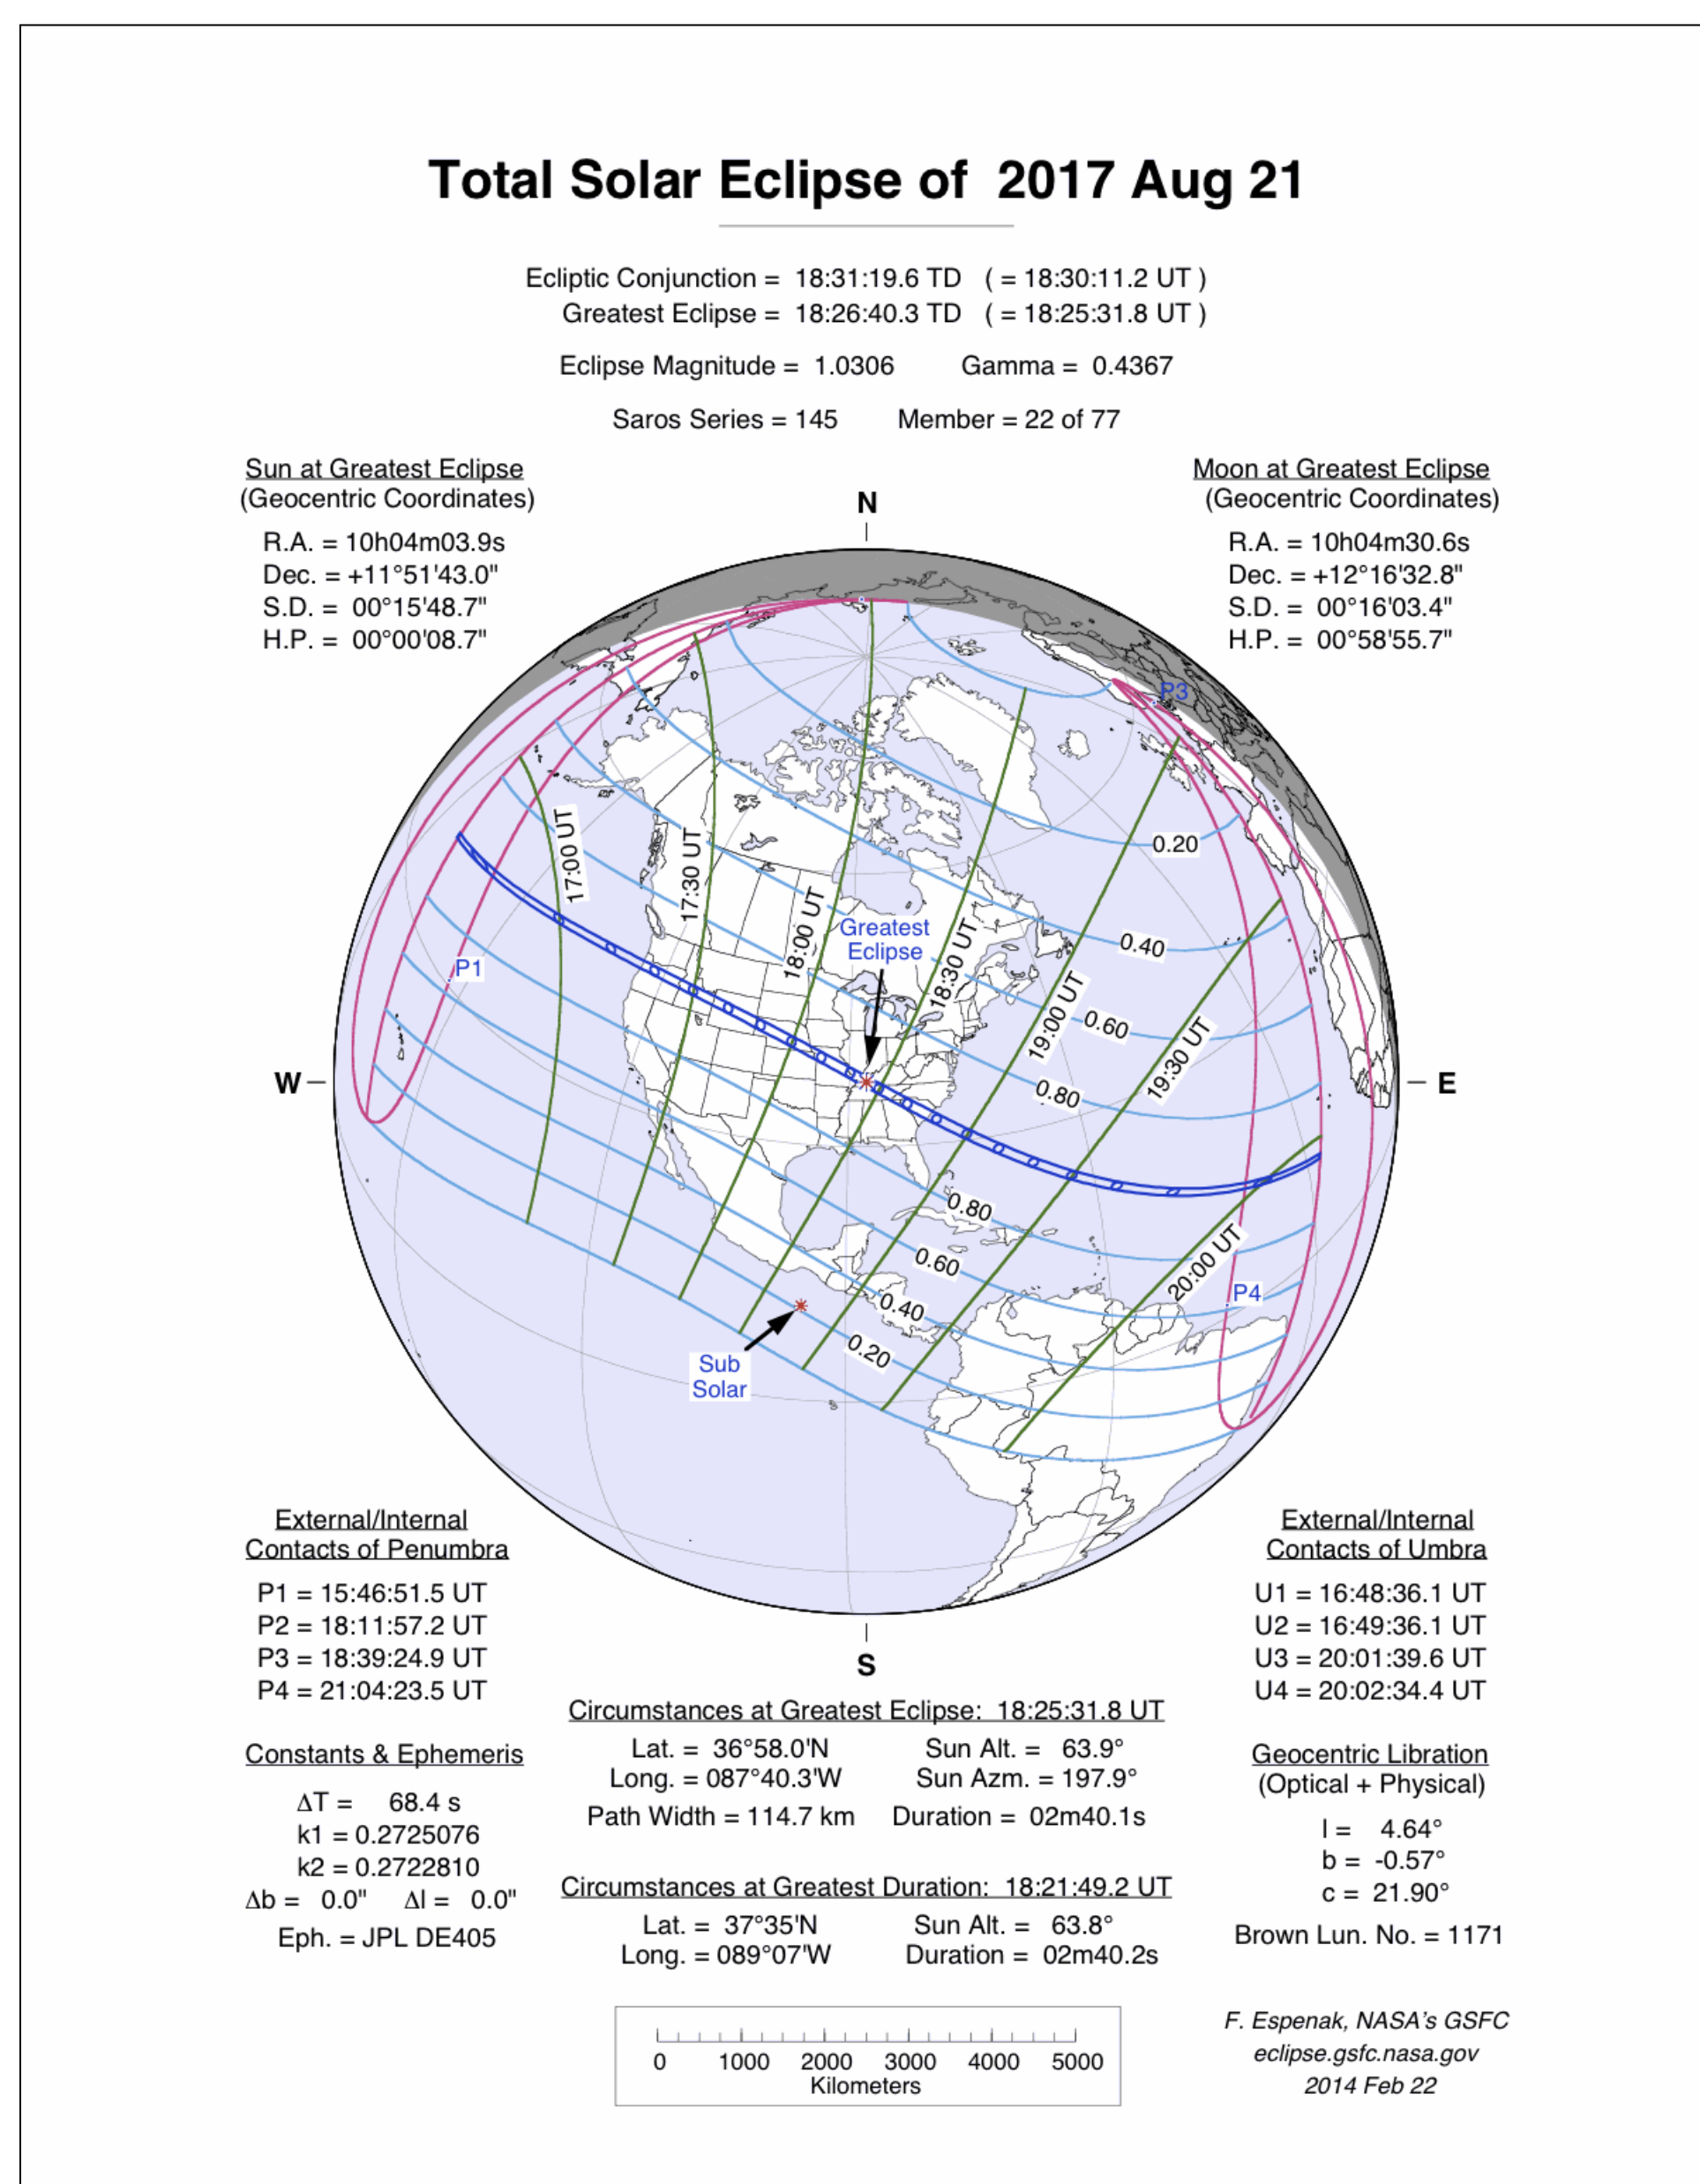 Total Solar Eclipse of 2017 Aug 21
Ecliptic Conjunction = 18:31:19.6 TD ( = 18:30:11.2 UT )
Greatest Eclipse = 18:26:40.3 TD ( = 18:25:31.8 UT )
Eclipse Magnitude = 1.0306 Gamma = 0.4367
Saros Series = 145 Member = 22 of 77
Sun at Greatest Eclipse
(Geocentric Coordinates)
R.A. = 10h04m03.9s
Dec. = +11°51'43.0"
S.D. = 00°15'48.7"
H.P. = 00°00'08.7"
Moon at Greatest Eclipse
(Geocentric Coordinates)
R.A. = 10h04m30.6s
Dec. = +12°16'32.8"
S.D. = 00°16'03.4"
H.P. = 00°58'55.7"
N
P3
17:00 UT
17:30 UT
18:00 UT
Greatest
Eclipse
18:30 UT
19:00 UT
19:30 UT
20:00 UT
0.20
0.40
0.60
0.80
P1
W
E
0.80
0.60
0.40
0.20
P4
Sub
Solar
S
External/Internal
Contacts of Penumbra
P1 = 15:46:51.5 UT
P2 = 18:11:57.2 UT
P3 = 18:39:24.9 UT
P4 = 21:04:23.5 UT
External/Internal
Contacts of Umbra
U1 = 16:48:36.1 UT
U2 = 16:49:36.1 UT
U3 = 20:01:39.6 UT
U4 = 20:02:34.4 UT
Circumstances at Greatest Eclipse: 18:25:31.8 UT
Lat. = 36°58.0'N Sun Alt. = 63.9°
Long. = 087°40.3'W Sun Azm. = 197.9°
Path Width = 114.7 km Duration = 02m40.1s
Constants & Ephemeris
ΔT = 68.4 s
k1 = 0.2725076
k2 = 0.2722810
Δb = 0.0" Δl = 0.0"
Eph. = JPL DE405
Circumstances at Greatest Duration: 18:21:49.2 UT
Lat. = 37°35'N Sun Alt. = 63.8°
Long. = 089°07'W Duration = 02m40.2s
Geocentric Libration
(Optical + Physical)
l = 4.64°
b = -0.57°
c = 21.90°
Brown Lun. No. = 1171
0 1000 2000 3000 4000 5000
Kilometers
F. Espenak, NASA's GSFC
eclipse.gsfc.nasa.gov
2014 Feb 22